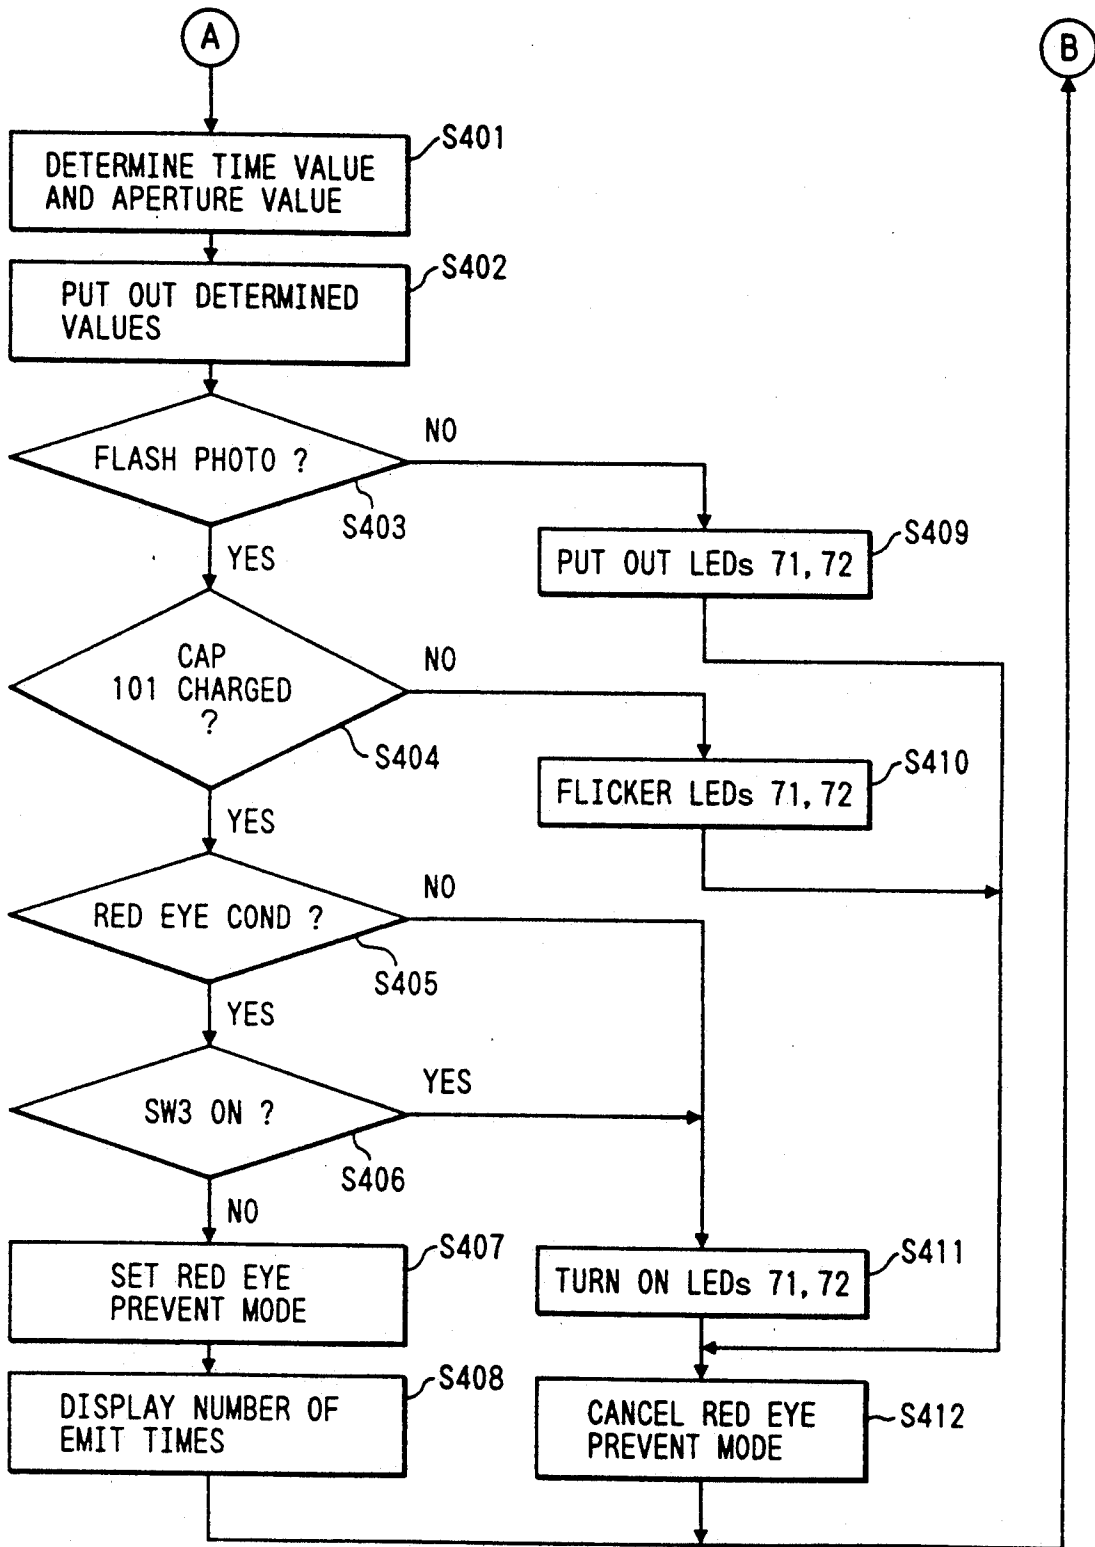 A
B
S401
DETERMINE TIME VALUE
AND APERTURE VALUE
S402
PUT OUT DETERMINED
VALUES
NO
FLASH PHOTO ?
S403
YES
S409
PUT OUT LEDs 71, 72
CAP
101 CHARGED
?
NO
S404
YES
S410
FLICKER LEDs 71, 72
NO
RED EYE COND ?
S405
YES
YES
SW3 ON ?
S406
NO
S407
SET RED EYE
PREVENT MODE
S411
TURN ON LEDs 71, 72
S408
DISPLAY NUMBER OF
EMIT TIMES
S412
CANCEL RED EYE
PREVENT MODE